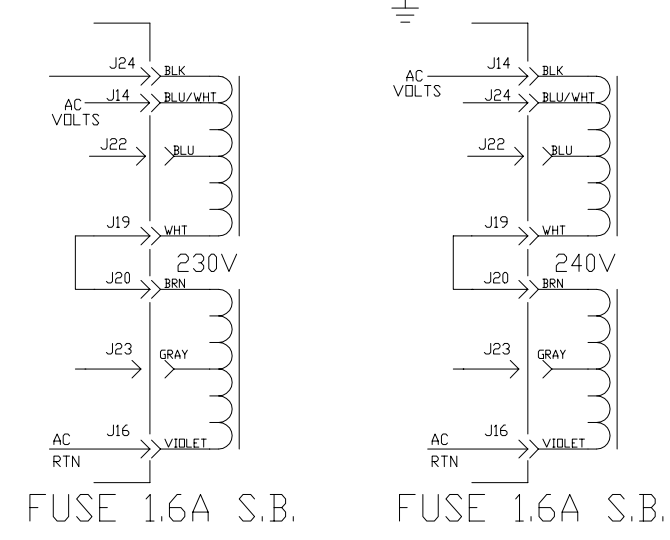 J24 BLK
AC J14 BLU/WHT
VOLTS
J22 BLU
J19 WHT
230V
J20 BRN
J23 GRAY
AC J16 VIOLET
RTN
FUSE 1.6A S.B.
J14 BLK
AC
VOLTS J24 BLU/WHT
J22 BLU
J19 WHT
240V
J20 BRN
J23 GRAY
AC J16 VIOLET
RTN
FUSE 1.6A S.B.